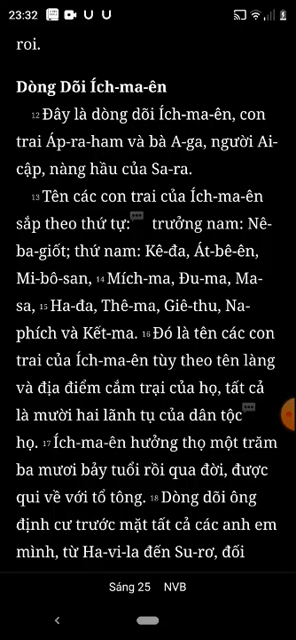 23:32
roi.
Dòng Dõi Ích-ma-ên
12 Đây là dòng dõi Ích-ma-ên, con
trai Áp-ra-ham và bà A-ga, người Ai-
cập, nàng hầu của Sa-ra.
13 Tên các con trai của Ích-ma-ên
sắp theo thứ tự: trưởng nam: Nê-
ba-giốt; thứ nam: Kê-đa, Át-bê-ên,
Mi-bô-san, 14 Mích-ma, Đu-ma, Ma-
sa, 15 Ha-đa, Thê-ma, Giê-thu, Na-
phích và Kết-ma. 16 Đó là tên các con
trai của Ích-ma-ên tùy theo tên làng
và địa điểm cắm trại của họ, tất cả
là mười hai lãnh tụ của dân tộc
họ. 17 Ích-ma-ên hưởng thọ một trăm
ba mươi bảy tuổi rồi qua đời, được
qui về với tổ tông. 18 Dòng dõi ông
định cư trước mặt tất cả các anh em
mình, từ Ha-vi-la đến Su-rơ, đối
Sáng 25 NVB